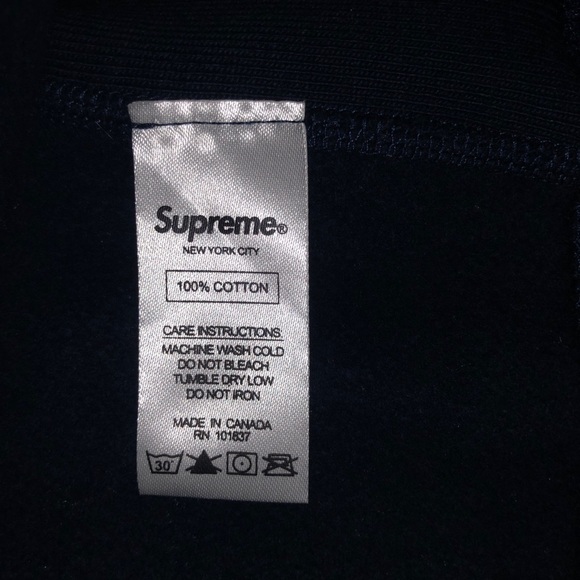 Supreme®
NEW YORK CITY
100% COTTON
CARE INSTRUCTIONS:
MACHINE WASH COLD
DO NOT BLEACH
TUMBLE DRY LOW
DO NOT IRON
MADE IN CANADA
RN 101837
30°